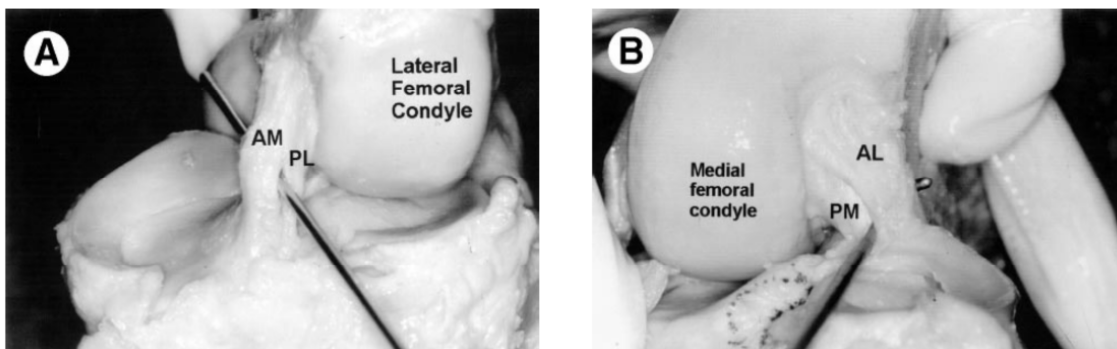 A
Lateral
Femoral
Condyle
AM
PL
B
AL
Medial
femoral
condyle
PM